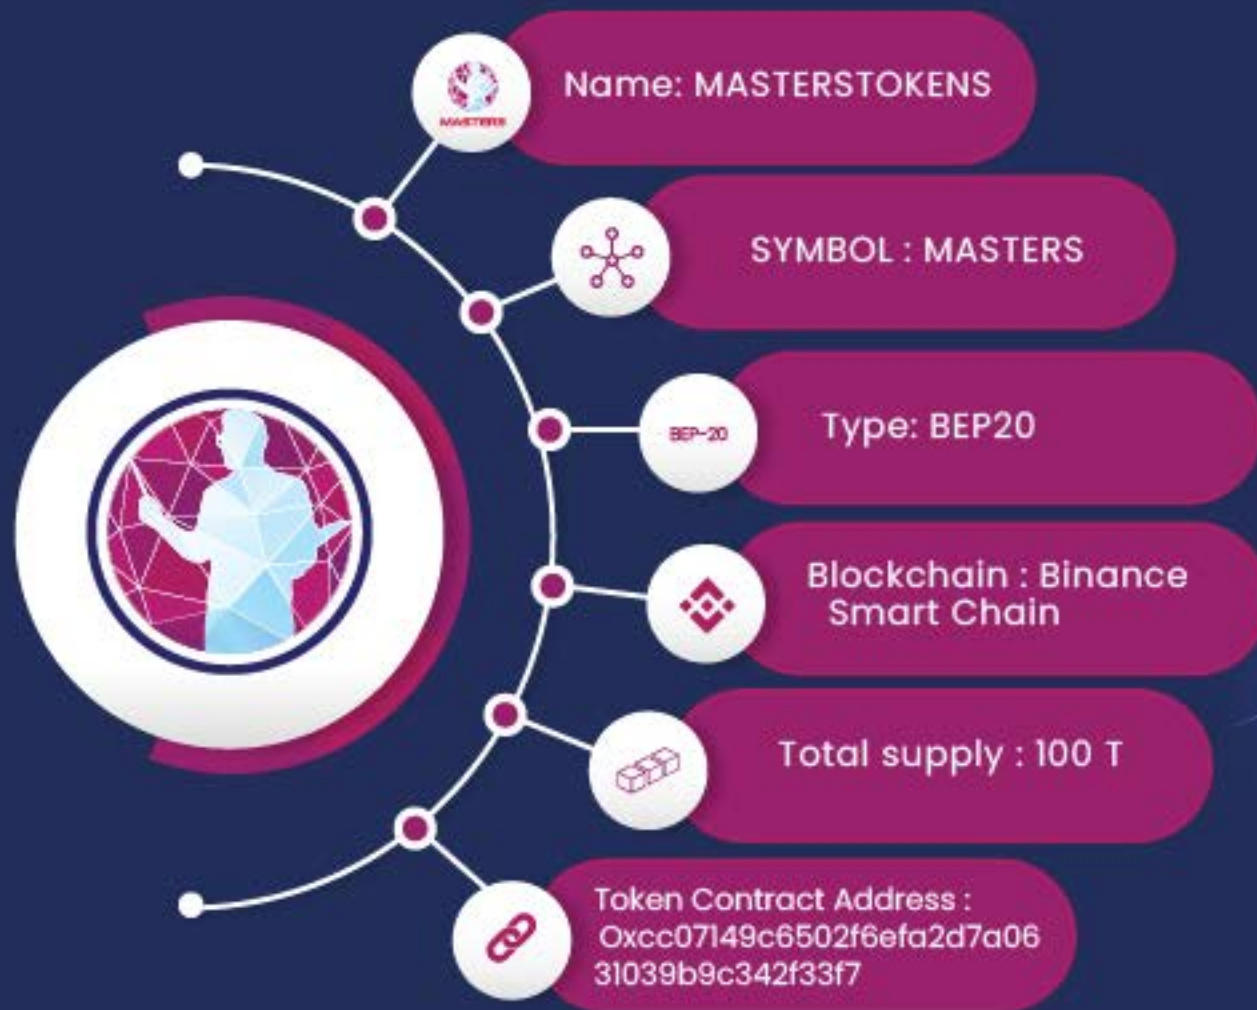 MASTERS
Name: MASTERSTOKENS
SYMBOL : MASTERS
BEP-20
Type: BEP20
Blockchain : Binance
Smart Chain
Total supply : 100 T
Token Contract Address :
Oxcc07149c6502f6efa2d7a06
31039b9c342f33f7